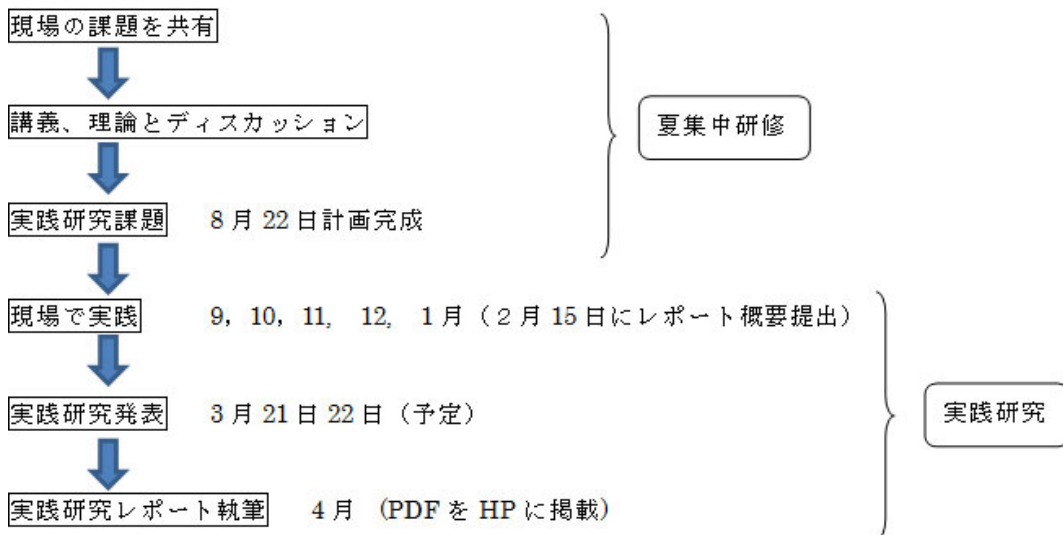 現場の課題を共有
講義、理論とディスカッション
夏集中研修
実践研究課題 8月22日計画完成
現場で実践 9，10，11， 12， 1月（2月15日にレポート概要提出）
実践研究発表 3月21日22日（予定）
実践研究
実践研究レポート執筆 4月 (PDFをHPに掲載)